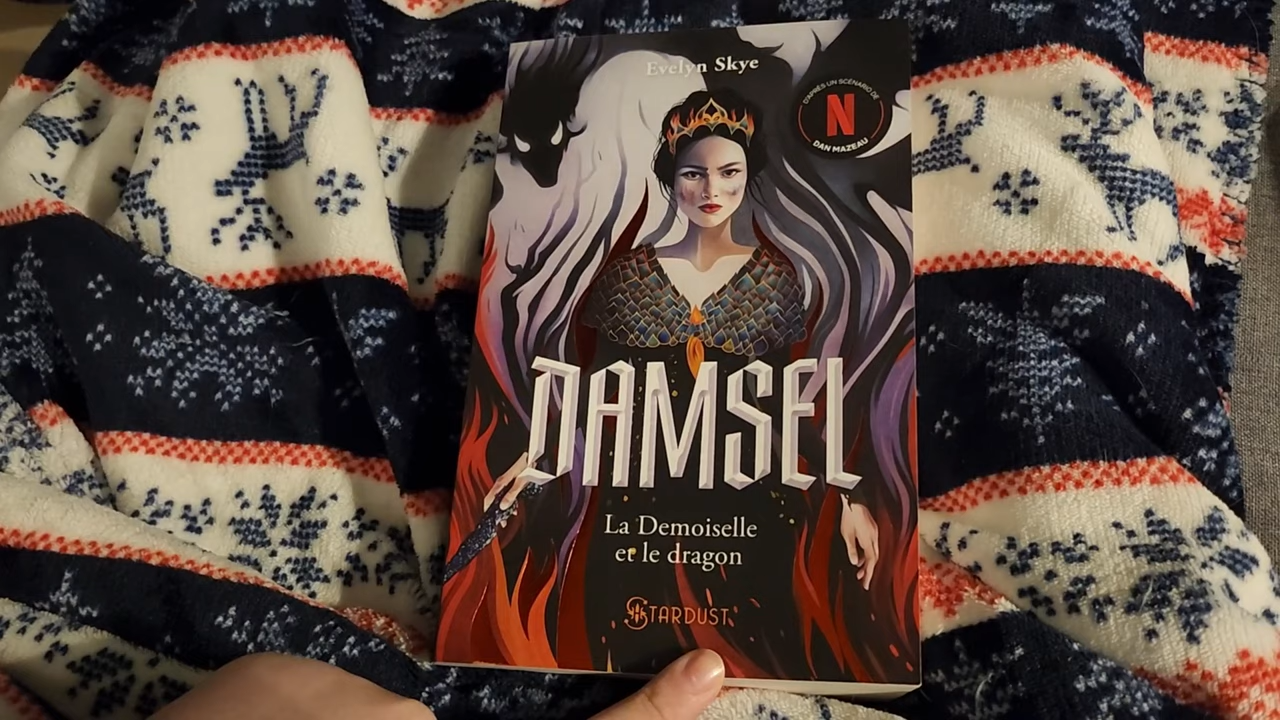 Evelyn Skye
D'APRÈS UN SCÉNARIO DE
N
DAN MAZEAU
DAMSEL
La Demoiselle
et le dragon
STARDUST